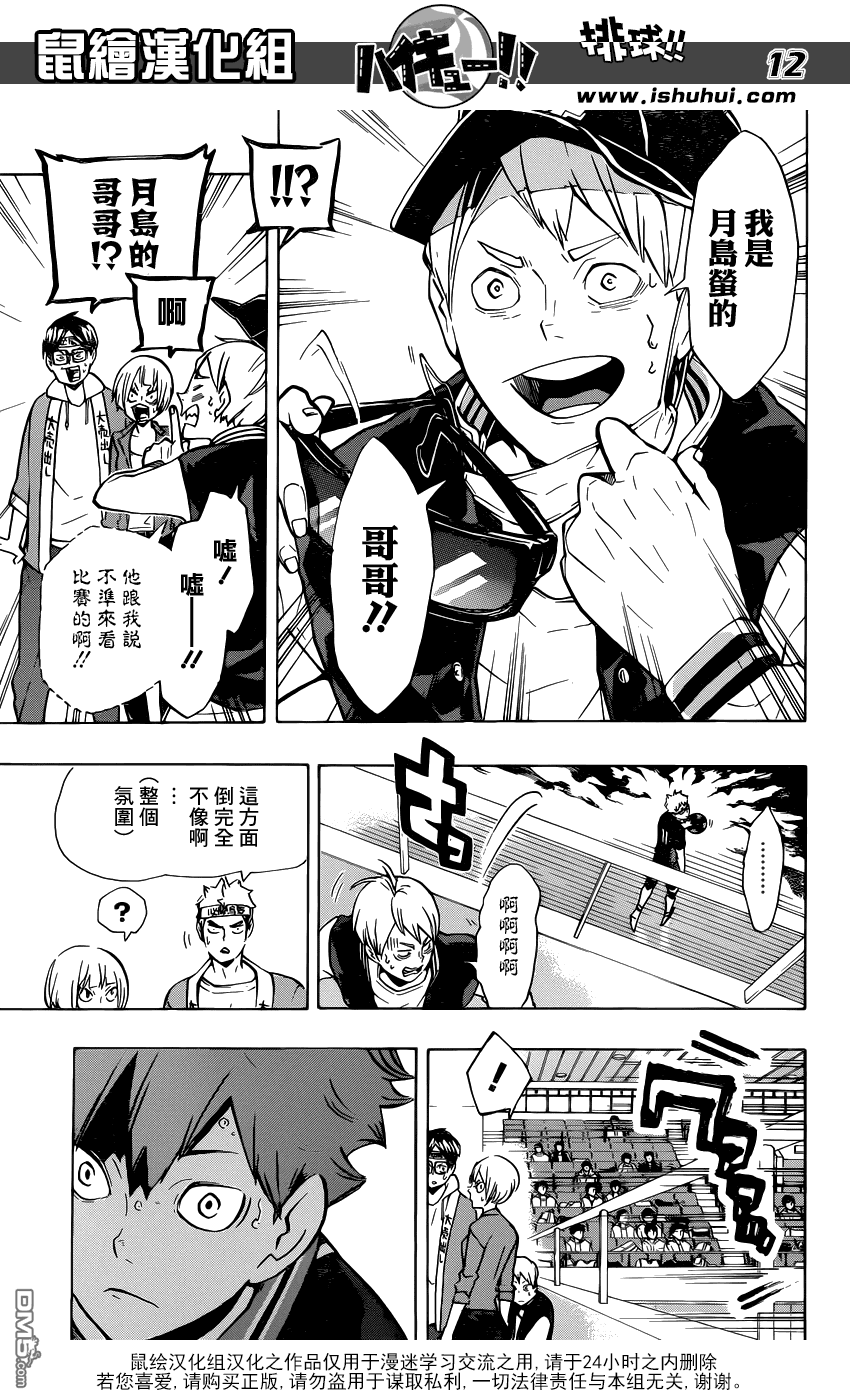 鼠繪漢化組
ハイキュー!!
排球!!
12
www.ishuhui.com
我是
月島螢的
哥哥!!
!!?
月島的
哥哥!?
啊
大売出し
大売出し
噓!
噓——!!
他跟我說
不準來看
比賽的啊!!
………
サッ
啊啊啊啊
這方面
倒完全
不像啊
…
(整個
氛圍)
?
!
鼠绘汉化组汉化之作品仅用于漫迷学习交流之用,请于24小时之内删除
若您喜爱,请购买正版,请勿盗用于谋取私利,一切法律责任与本组无关,谢谢。